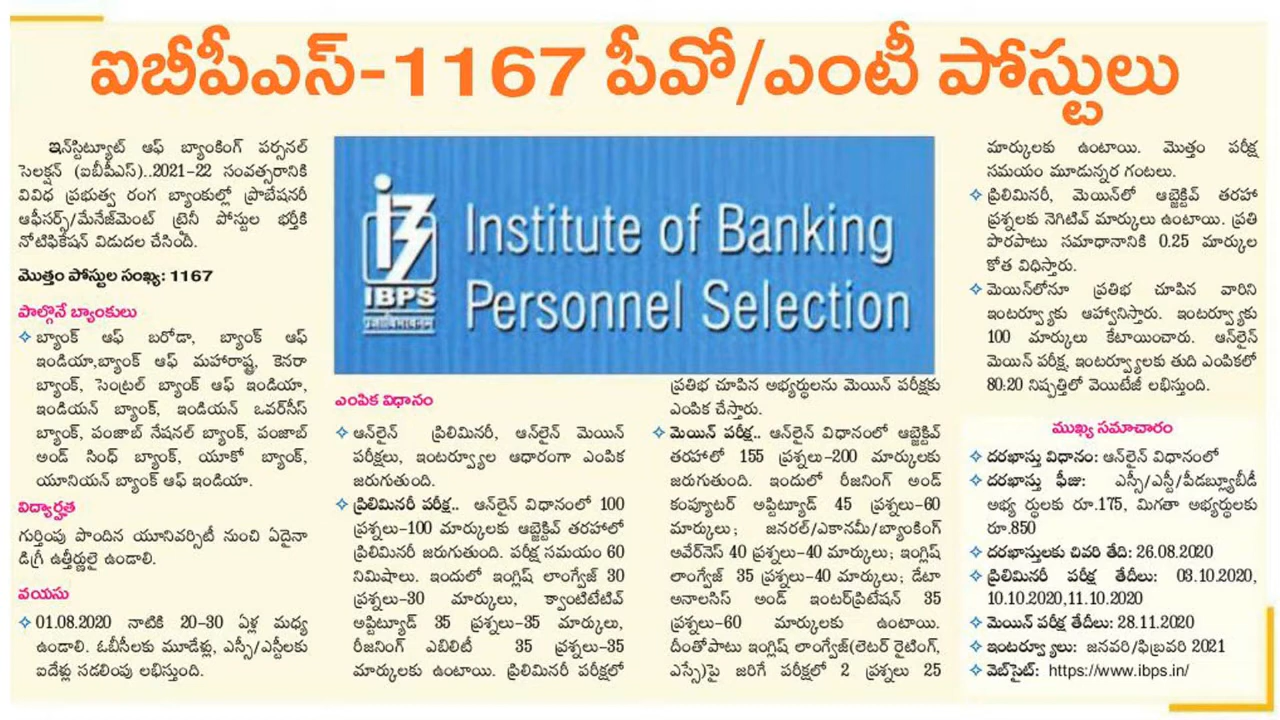 ఐబీపీఎస్-1167 పీవో/ఎంటీ పోస్టులు
ఇన్‌స్టిట్యూట్ ఆఫ్ బ్యాంకింగ్ పర్సనల్
సెలక్షన్ (ఐబీపీఎస్)..2021-22 సంవత్సరానికి
వివిధ ప్రభుత్వ రంగ బ్యాంకుల్లో ప్రొబేషనరీ
ఆఫీసర్స్/మేనేజ్‌మెంట్ ట్రైనీ పోస్టుల భర్తీకి
నోటిఫికేషన్ విడుదల చేసింది.
మొత్తం పోస్టుల సంఖ్య: 1167
పాల్గొనే బ్యాంకులు
✧ బ్యాంక్ ఆఫ్ బరోడా, బ్యాంక్ ఆఫ్
ఇండియా,బ్యాంక్ ఆఫ్ మహారాష్ట్ర, కెనరా
బ్యాంక్, సెంట్రల్ బ్యాంక్ ఆఫ్ ఇండియా,
ఇండియన్ బ్యాంక్, ఇండియన్ ఒవర్‌సీస్
బ్యాంక్, పంజాబ్ నేషనల్ బ్యాంక్, పంజాబ్
అండ్ సింధ్ బ్యాంక్, యూకో బ్యాంక్,
యూనియన్ బ్యాంక్ ఆఫ్ ఇండియా.
విద్యార్హత
గుర్తింపు పొందిన యూనివర్సిటీ నుంచి ఏదైనా
డిగ్రీ ఉత్తీర్ణులై ఉండాలి.
వయసు
✧ 01.08.2020 నాటికి 20-30 ఏళ్ల మధ్య
ఉండాలి. ఓబీసీలకు మూడేళ్లు, ఎస్సీ/ఎస్టీలకు
ఐదేళ్లు సడలింపు లభిస్తుంది.
IBPS
Institute of Banking
Personnel Selection
ఎంపిక విధానం
✧ ఆన్‌లైన్ ప్రిలిమినరీ, ఆన్‌లైన్ మెయిన్
పరీక్షలు, ఇంటర్వ్యూల ఆధారంగా ఎంపిక
జరుగుతుంది.
✧ ప్రిలిమినరీ పరీక్ష.. ఆన్‌లైన్ విధానంలో 100
ప్రశ్నలు-100 మార్కులకు ఆబ్జెక్టివ్ తరహాలో
ప్రిలిమినరీ జరుగుతుంది. పరీక్ష సమయం 60
నిమిషాలు. ఇందులో ఇంగ్లిష్ లాంగ్వేజ్ 30
ప్రశ్నలు-30 మార్కులు, క్వాంటిటేటివ్
అప్టిట్యూడ్ 35 ప్రశ్నలు-35 మార్కులు,
రీజనింగ్ ఎబిలిటీ 35 ప్రశ్నలు-35
మార్కులకు ఉంటాయి. ప్రిలిమినరీ పరీక్షలో
ప్రతిభ చూపిన అభ్యర్థులను మెయిన్ పరీక్షకు
ఎంపిక చేస్తారు.
✧ మెయిన్ పరీక్ష.. ఆన్‌లైన్ విధానంలో ఆబ్జెక్టివ్
తరహాలో 155 ప్రశ్నలు-200 మార్కులకు
జరుగుతుంది. ఇందులో రీజనింగ్ అండ్
కంప్యూటర్ అప్టిట్యూడ్ 45 ప్రశ్నలు-60
మార్కులు; జనరల్/ఎకానమీ/బ్యాంకింగ్
అవేర్‌నెస్ 40 ప్రశ్నలు-40 మార్కులు; ఇంగ్లిష్
లాంగ్వేజ్ 35 ప్రశ్నలు-40 మార్కులు; డేటా
అనాలసిస్ అండ్ ఇంటర్‌ప్రిటేషన్ 35
ప్రశ్నలు-60 మార్కులకు ఉంటాయి.
దీంతోపాటు ఇంగ్లిష్ లాంగ్వేజ్(లెటర్ రైటింగ్,
ఎస్సే)పై జరిగే పరీక్షలో 2 ప్రశ్నలు 25
మార్కులకు ఉంటాయి. మొత్తం పరీక్ష
సమయం మూడున్నర గంటలు.
✧ ప్రిలిమినరీ, మెయిన్‌లో ఆబ్జెక్టివ్ తరహా
ప్రశ్నలకు నెగిటివ్ మార్కులు ఉంటాయి. ప్రతి
పొరపాటు సమాధానానికి 0.25 మార్కుల
కోత విధిస్తారు.
✧ మెయిన్‌లోనూ ప్రతిభ చూపిన వారిని
ఇంటర్వ్యూకు ఆహ్వానిస్తారు. ఇంటర్వ్యూకు
100 మార్కులు కేటాయించారు. ఆన్‌లైన్
మెయిన్ పరీక్ష, ఇంటర్వ్యూలకు తుది ఎంపికలో
80:20 నిష్పత్తిలో వెయిటేజీ లభిస్తుంది.
ముఖ్య సమాచారం
✧ దరఖాస్తు విధానం: ఆన్‌లైన్ విధానంలో
✧ దరఖాస్తు ఫీజు: ఎస్సీ/ఎస్టీ/పీడబ్ల్యూబీడీ
అభ్య ర్థులకు రూ.175, మిగతా అభ్యర్థులకు
రూ.850
✧ దరఖాస్తులకు చివరి తేది: 26.08.2020
✧ ప్రిలిమినరీ పరీక్ష తేదీలు: 03.10.2020,
10.10.2020,11.10.2020
✧ మెయిన్ పరీక్ష తేదీలు: 28.11.2020
✧ ఇంటర్వ్యూలు: జనవరి/ఫిబ్రవరి 2021
✧ వెబ్‌సైట్: https://www.ibps.in/